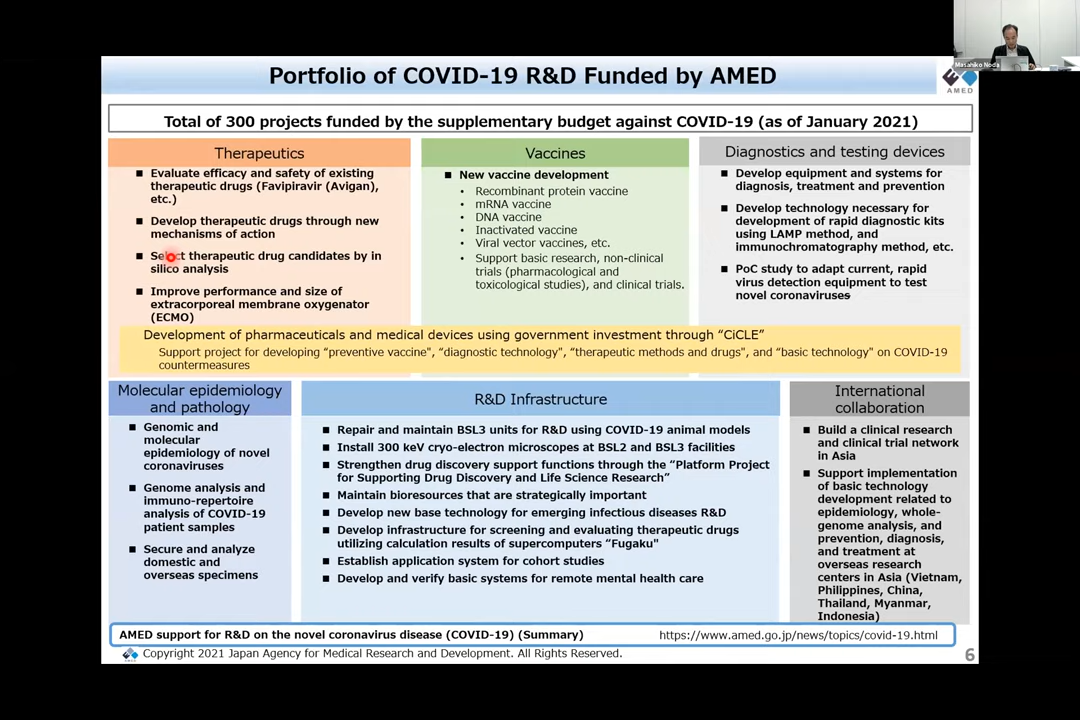 Masahiko Noda
Portfolio of COVID-19 R&D Funded by AMED
AMED
Total of 300 projects funded by the supplementary budget against COVID-19 (as of January 2021)
Therapeutics
■ Evaluate efficacy and safety of existing
therapeutic drugs (Favipiravir (Avigan),
etc.)
■ Develop therapeutic drugs through new
mechanisms of action
■ Select therapeutic drug candidates by in
silico analysis
■ Improve performance and size of
extracorporeal membrane oxygenator
(ECMO)
Vaccines
■ New vaccine development
• Recombinant protein vaccine
• mRNA vaccine
• DNA vaccine
• Inactivated vaccine
• Viral vector vaccines, etc.
• Support basic research, non-clinical
trials (pharmacological and
toxicological studies), and clinical trials.
Diagnostics and testing devices
■ Develop equipment and systems for
diagnosis, treatment and prevention
■ Develop technology necessary for
development of rapid diagnostic kits
using LAMP method, and
immunochromatography method, etc.
■ PoC study to adapt current, rapid
virus detection equipment to test
novel coronaviruses
Development of pharmaceuticals and medical devices using government investment through “CiCLE”
Support project for developing “preventive vaccine", “diagnostic technology", “therapeutic methods and drugs", and “basic technology" on COVID-19
countermeasures
Molecular epidemiology
and pathology
■ Genomic and
molecular
epidemiology of novel
coronaviruses
■ Genome analysis and
immuno-repertoire
analysis of COVID-19
patient samples
■ Secure and analyze
domestic and
overseas specimens
R&D Infrastructure
■ Repair and maintain BSL3 units for R&D using COVID-19 animal models
■ Install 300 keV cryo-electron microscopes at BSL2 and BSL3 facilities
■ Strengthen drug discovery support functions through the “Platform Project
for Supporting Drug Discovery and Life Science Research”
■ Maintain bioresources that are strategically important
■ Develop new base technology for emerging infectious diseases R&D
■ Develop infrastructure for screening and evaluating therapeutic drugs
utilizing calculation results of supercomputers “Fugaku"
■ Establish application system for cohort studies
■ Develop and verify basic systems for remote mental health care
International
collaboration
■ Build a clinical research
and clinical trial network
in Asia
■ Support implementation
of basic technology
development related to
epidemiology, whole-
genome analysis, and
prevention, diagnosis,
and treatment at
overseas research
centers in Asia (Vietnam,
Philippines, China,
Thailand, Myanmar,
Indonesia)
AMED support for R&D on the novel coronavirus disease (COVID-19) (Summary) https://www.amed.go.jp/news/topics/covid-19.html
AMED Copyright 2021 Japan Agency for Medical Research and Development. All Rights Reserved.
6